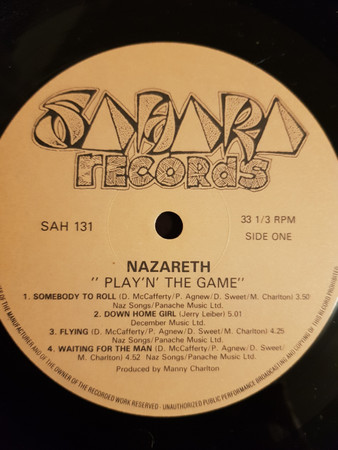 SAHARA
RECORDS
SAH 131
33 1/3 RPM
SIDE ONE
NAZARETH
"PLAY'N' THE GAME"
1. SOMEBODY TO ROLL (D. McCafferty/P. Agnew/D. Sweet/M. Charlton) 3.50
Naz Songs/Panache Music Ltd.
2. DOWN HOME GIRL (Jerry Leiber) 5.01
December Music Ltd.
3. FLYING (D. McCafferty/P. Agnew/D. Sweet/M. Charlton) 4.25
Naz Songs/Panache Music Ltd.
4. WAITING FOR THE MAN (D. McCafferty/P. Agnew/D. Sweet/
M. Charlton) 4.52 Naz Songs/Panache Music Ltd.
Produced by Manny Charlton
OF THE MANUFACTURER AND OF THE OWNER OF THE RECORDED WORK RESERVED - UNAUTHORIZED PUBLIC PERFORMANCE BROADCASTING AND COPYING OF THIS RECORD PROHIBITED